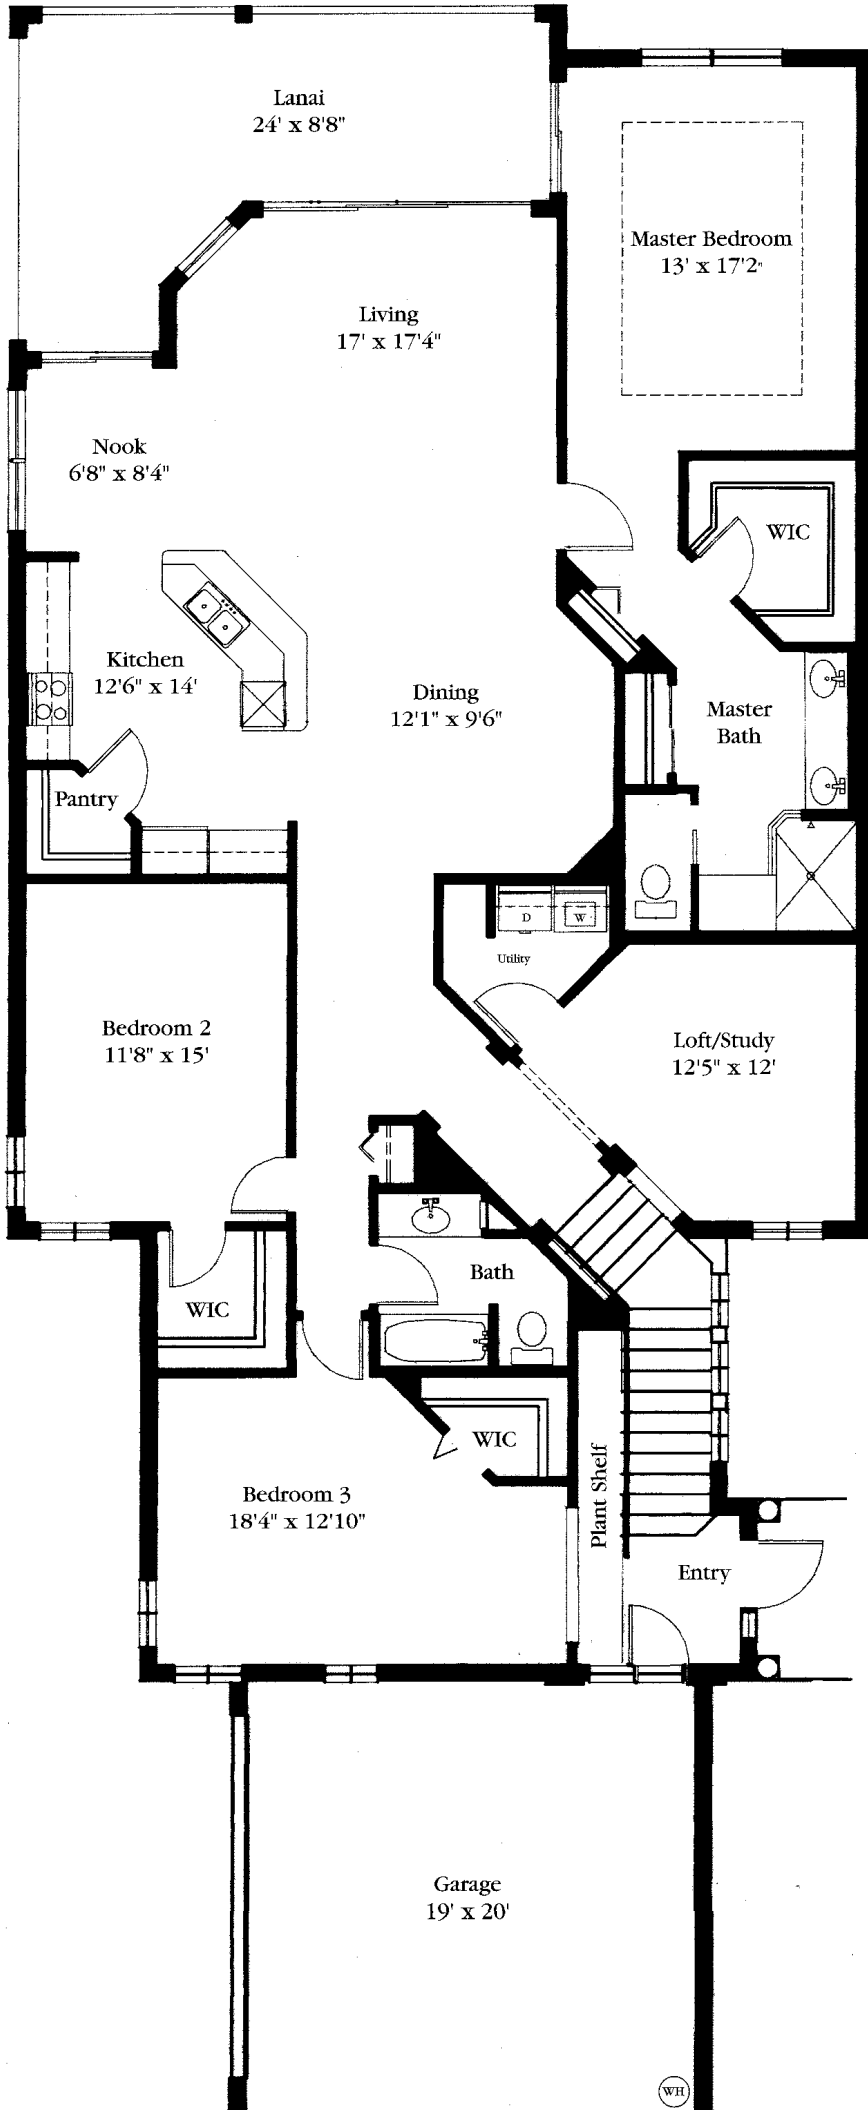 Lanai
24' x 8'8"
Master Bedroom
13' x 17'2"
Living
17' x 17'4"
Nook
6'8" x 8'4"
WIC
Kitchen
12'6" x 14'
Dining
12'1" x 9'6"
Master
Bath
Pantry
D
W
Utility
Bedroom 2
11'8" x 15'
Loft/Study
12'5" x 12'
Bath
WIC
WIC
Bedroom 3
18'4" x 12'10"
Plant Shelf
Entry
Garage
19' x 20'
WH